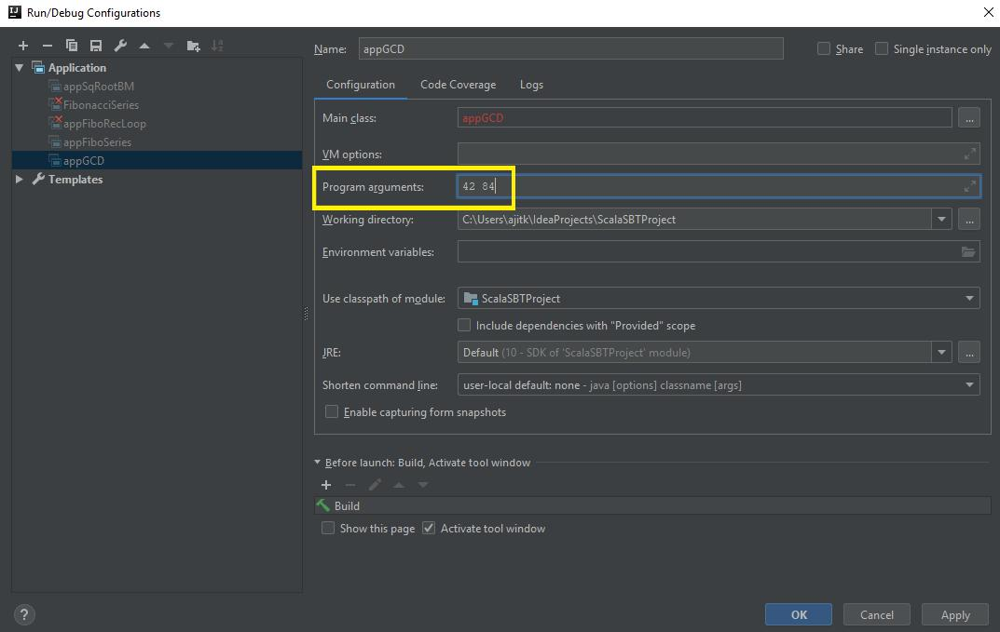 IJ Run/Debug Configurations
Name: appGCD Share Single instance only
Application
appSqRootBM
FibonacciSeries
appFiboRecLoop
appFiboSeries
appGCD
Templates
Configuration Code Coverage Logs
Main class: appGCD ...
VM options:
Program arguments: 42 84
Working directory: C:\Users\ajitk\IdeaProjects\ScalaSBTProject ...
Environment variables:
Use classpath of module: ScalaSBTProject
Include dependencies with "Provided" scope
JRE: Default (10 - SDK of 'ScalaSBTProject' module) ...
Shorten command line: user-local default: none - java [options] classname [args]
Enable capturing form snapshots
Before launch: Build, Activate tool window
Build
Show this page Activate tool window
? OK Cancel Apply